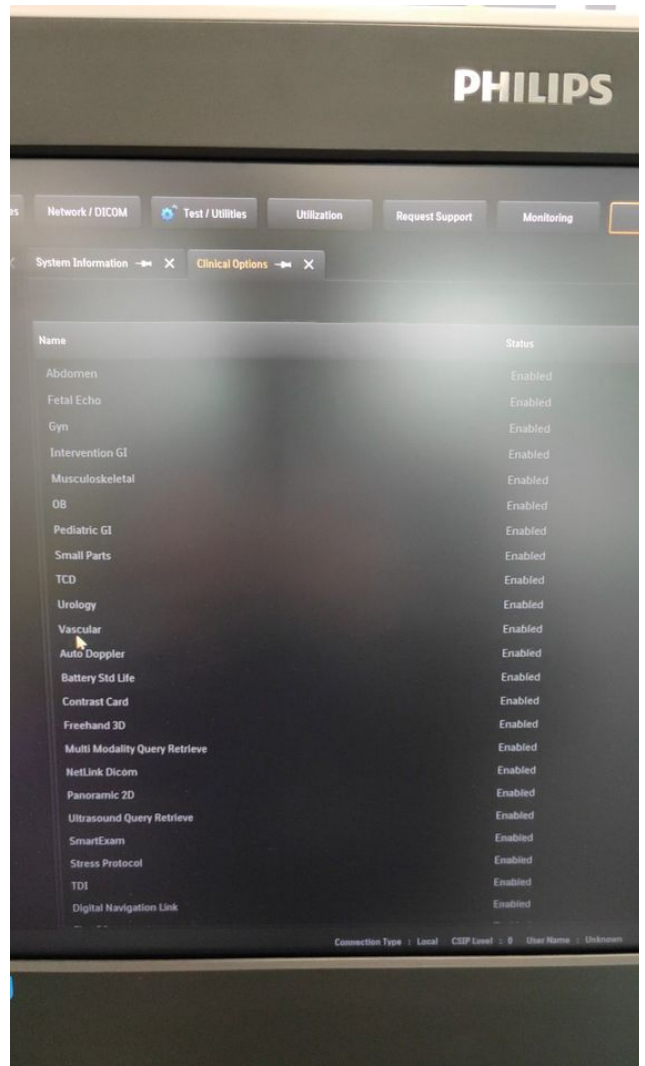 PHILIPS
es Network / DICOM Test / Utilities Utilization Request Support Monitoring
System Information Clinical Options
Name Status
Abdomen Enabled
Fetal Echo Enabled
Gyn Enabled
Intervention GI Enabled
Musculoskeletal Enabled
OB Enabled
Pediatric GI Enabled
Small Parts Enabled
TCD Enabled
Urology Enabled
Vascular Enabled
Auto Doppler Enabled
Battery Std Life Enabled
Contrast Card Enabled
Freehand 3D Enabled
Multi Modality Query Retrieve Enabled
NetLink Dicom Enabled
Panoramic 2D Enabled
Ultrasound Query Retrieve Enabled
SmartExam Enabled
Stress Protocol Enabled
TDI Enabled
Digital Navigation Link Enabled
Connection Type : Local CSIP Level : 0 User Name : Unknown